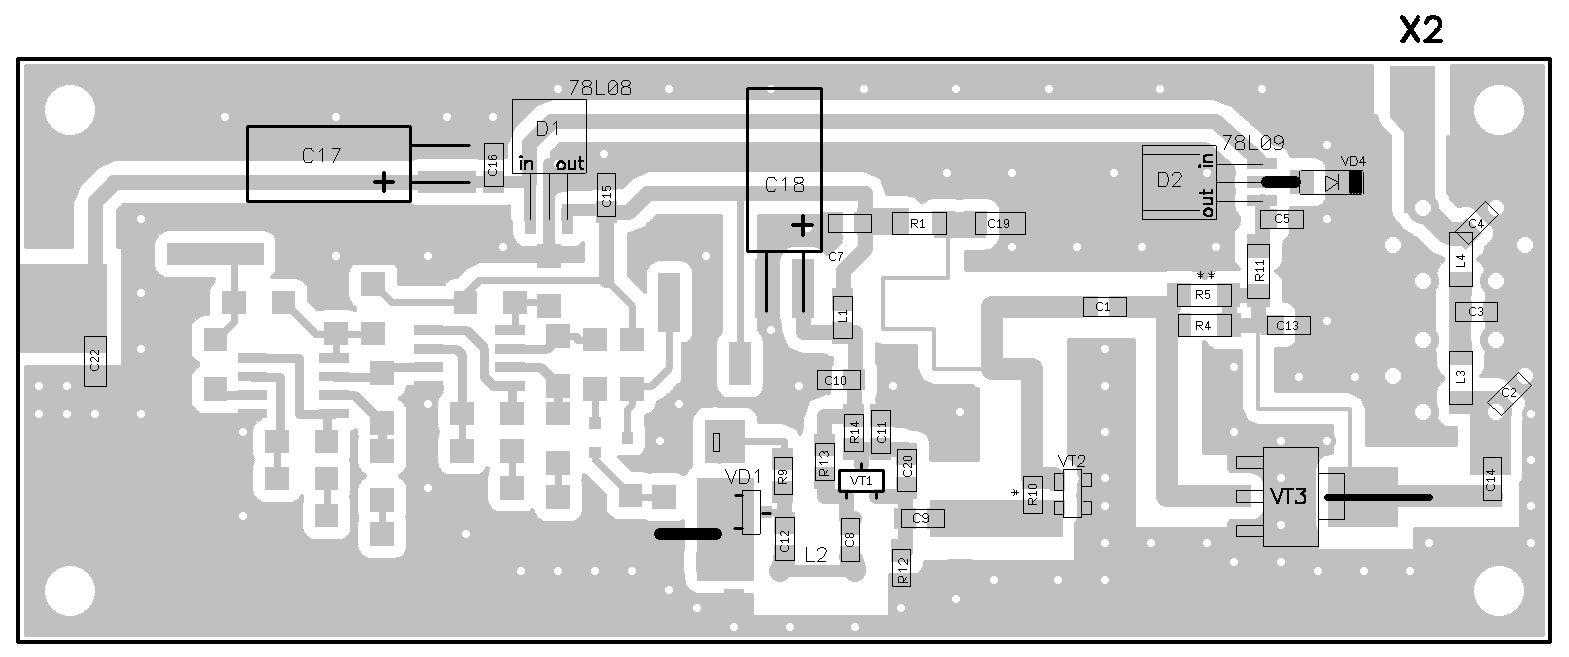 X2
78L08
D1
in out
C17
+
C16
C15
C18
+
C7
R1
C19
78L09
D2
in
out
VD4
C5
C4
L4
R11
**
R5
R4
C13
C1
C3
L1
C22
C10
L3
C2
R14
C11
R13
C20
VD1
R9
VT1
VT2
*
R10
VT3
C14
C9
C12
C8
L2
R12